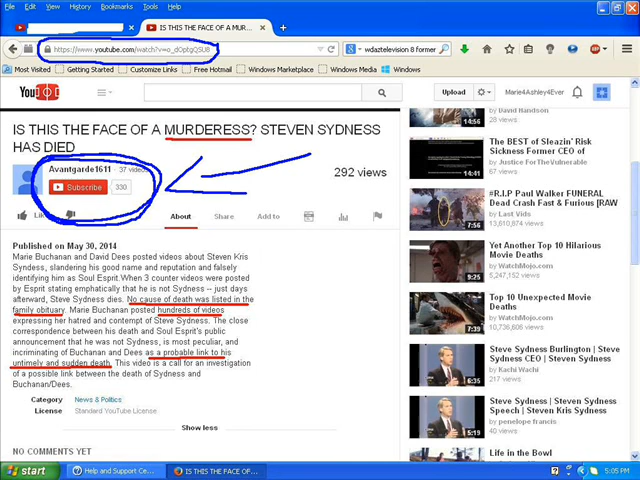 File Edit View History Bookmarks Tools Help
IS THIS THE FACE OF A MUR...
https://www.youtube.com/watch?v=o_dOptgQSU8
wdaztelevision 8 former
Most Visited Getting Started Customize Links Free Hotmail Windows Marketplace Windows Media Windows
You
Upload
Marie4Ashley4Ever
IS THIS THE FACE OF A MURDERESS? STEVEN SYDNESS
HAS DIED
Avantgarde1611 · 37 videos
Subscribe 330
292 views
Like
About Share Add to
Published on May 30, 2014
Marie Buchanan and David Dees posted videos about Steven Kris
Syndess, slandering his good name and reputation and falsely
identifying him as Soul Esprit.When 3 counter videos were posted
by Esprit stating emphatically that he is not Sydness -- just days
afterward, Steve Sydness dies. No cause of death was listed in the
family obituary. Marie Buchanan posted hundreds of videos
expressing her hatred and contempt of Steve Sydness. The close
correspondence between his death and Soul Esprit's public
announcement that he was not Sydness, is most peculiar, and
incriminating of Buchanan and Dees as a probable link to his
untimely and sudden death. This video is a call for an investigation
of a possible link between the death of Sydness and
Buchanan/Dees.
Category News & Politics
License Standard YouTube License
Show less
NO COMMENTS YET
14:56
by David Handson
28 views
14:41
The BEST of Sleazin' Risk
Sickness Former CEO of
by Justice ForTheVulnerable
67 views
7:56
#R.I.P Paul Walker FUNERAL
Dead Crash Fast & Furious [RAW
by Last Vids
13,610,874 views
9:25
Yet Another Top 10 Hilarious
Movie Deaths
by WatchMojo.com
5,247,152 views
7:39
Top 10 Unexpected Movie
Deaths
by WatchMojo.com
10,736,606 views
6:35
Steve Sydness Burlington | Steve
Sydness CEO | Steven Sydness
by Kachi Wachi
217 views
5:19
Steve Sydness | Steven Sydness
Speech | Steven Kris Sydness
by penelope francis
40 views
Life in the Bowl
start
Help and Support Ce...
IS THIS THE FACE OF...
5:05 PM